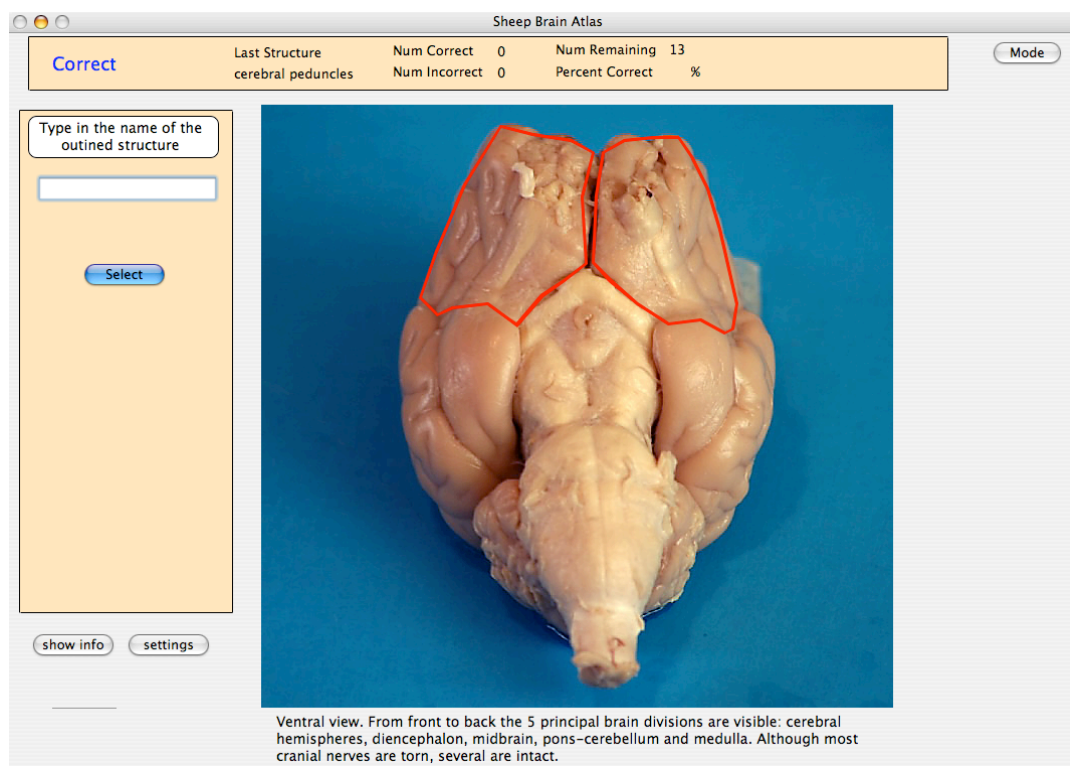 Sheep Brain Atlas
Correct
Last Structure
cerebral peduncles
Num Correct 0
Num Incorrect 0
Num Remaining 13
Percent Correct %
Mode
Type in the name of the
outined structure
Select
show info
settings
Ventral view. From front to back the 5 principal brain divisions are visible: cerebral
hemispheres, diencephalon, midbrain, pons-cerebellum and medulla. Although most
cranial nerves are torn, several are intact.